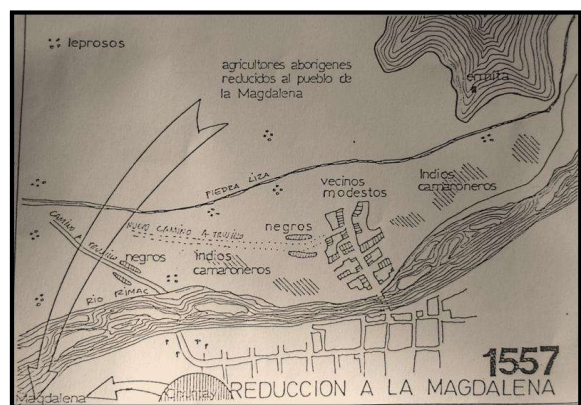 leprosos
agricultores aborigenes
reducidos al pueblo de
la Magdalena
ermita
PIEDRA LIZA
vecinos
modestos
Indios
camaroneros
CAMINO A TRUJILLO
NUEVO CAMINO A TRUJILLO
negros
negros
Indios
camaroneros
RIO RIMAC
1557
Magdalena
REDUCCION A LA MAGDALENA